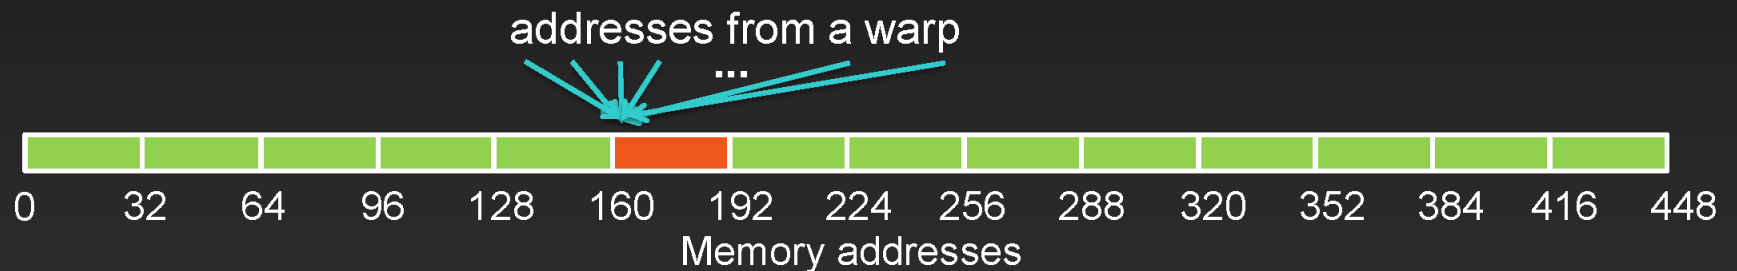 addresses from a warp
...
0 32 64 96 128 160 192 224 256 288 320 352 384 416 448
Memory addresses